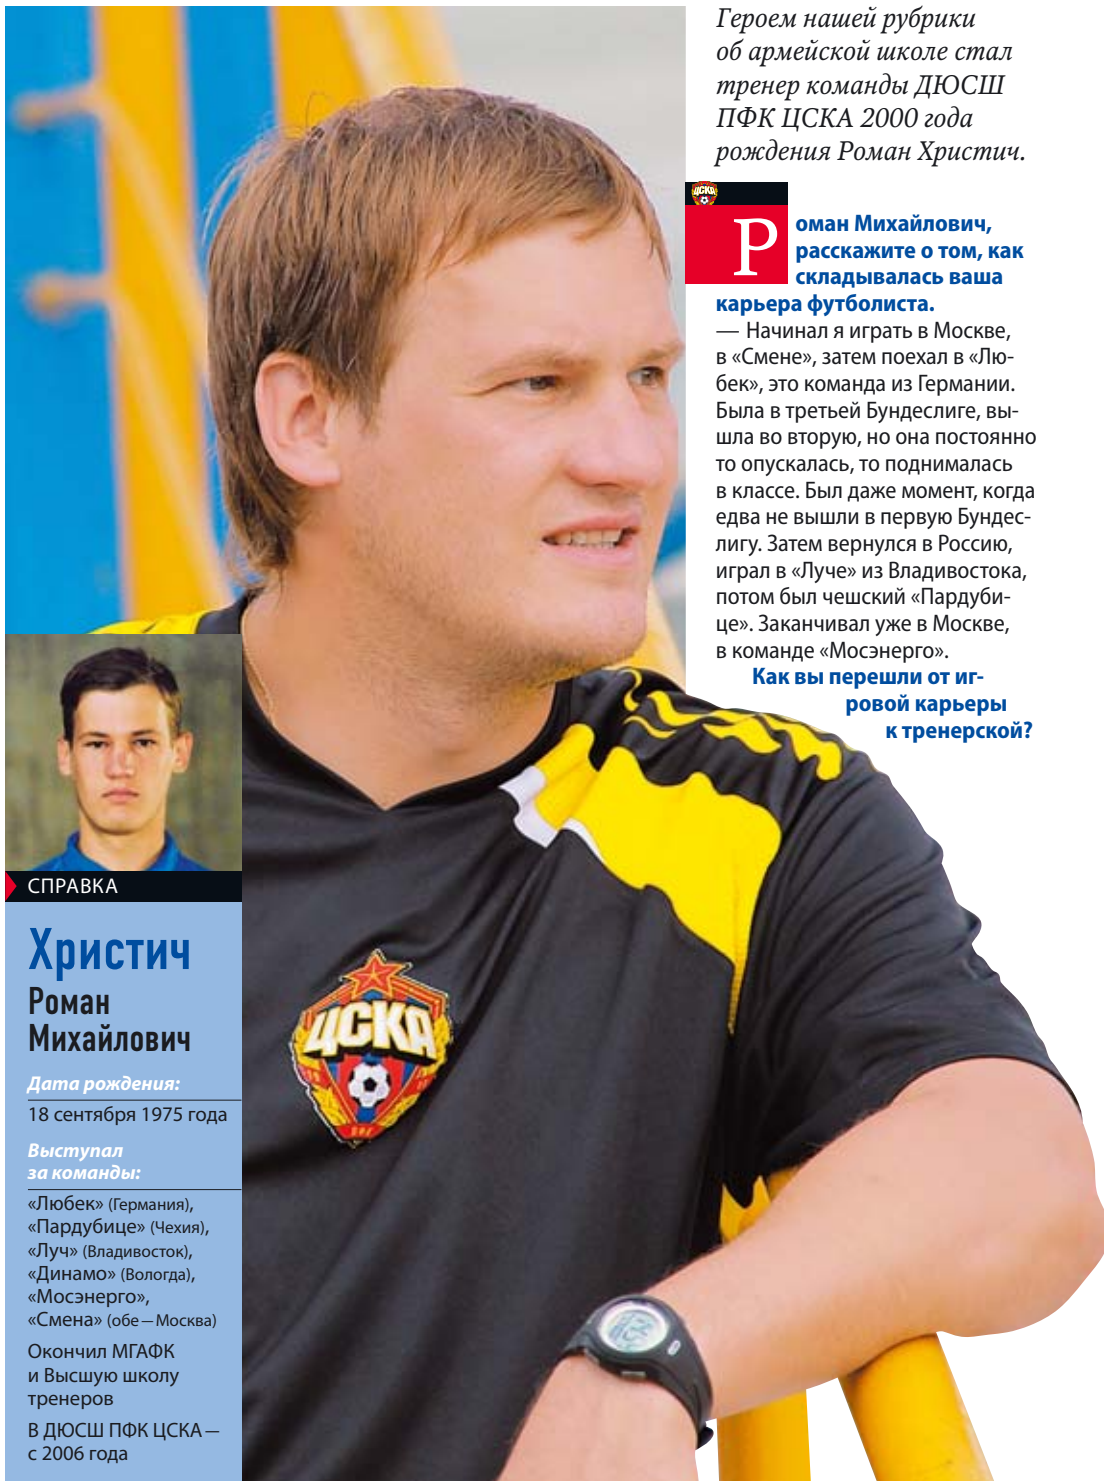 Героем нашей рубрики
об армейской школе стал
тренер команды ДЮСШ
ПФК ЦСКА 2000 года
рождения Роман Христич.
ЦСКА
Роман Михайлович,
расскажите о том, как
складывалась ваша
карьера футболиста.
— Начинал я играть в Москве,
в «Смене», затем поехал в «Лю-
бек», это команда из Германии.
Была в третьей Бундеслиге, вы-
шла во вторую, но она постоянно
то опускалась, то поднималась
в классе. Был даже момент, когда
едва не вышли в первую Бундес-
лигу. Затем вернулся в Россию,
играл в «Луче» из Владивостока,
потом был чешский «Пардуби-
це». Заканчивал уже в Москве,
в команде «Мосэнерго».
Как вы перешли от иг-
ровой карьеры
к тренерской?
СПРАВКА
Христич
Роман
Михайлович
Дата рождения:
18 сентября 1975 года
Выступал
за команды:
«Любек» (Германия),
«Пардубице» (Чехия),
«Луч» (Владивосток),
«Динамо» (Вологда),
«Мосэнерго»,
«Смена» (обе — Москва)
Окончил МГАФК
и Высшую школу
тренеров
В ДЮСШ ПФК ЦСКА —
с 2006 года
ЦСКА